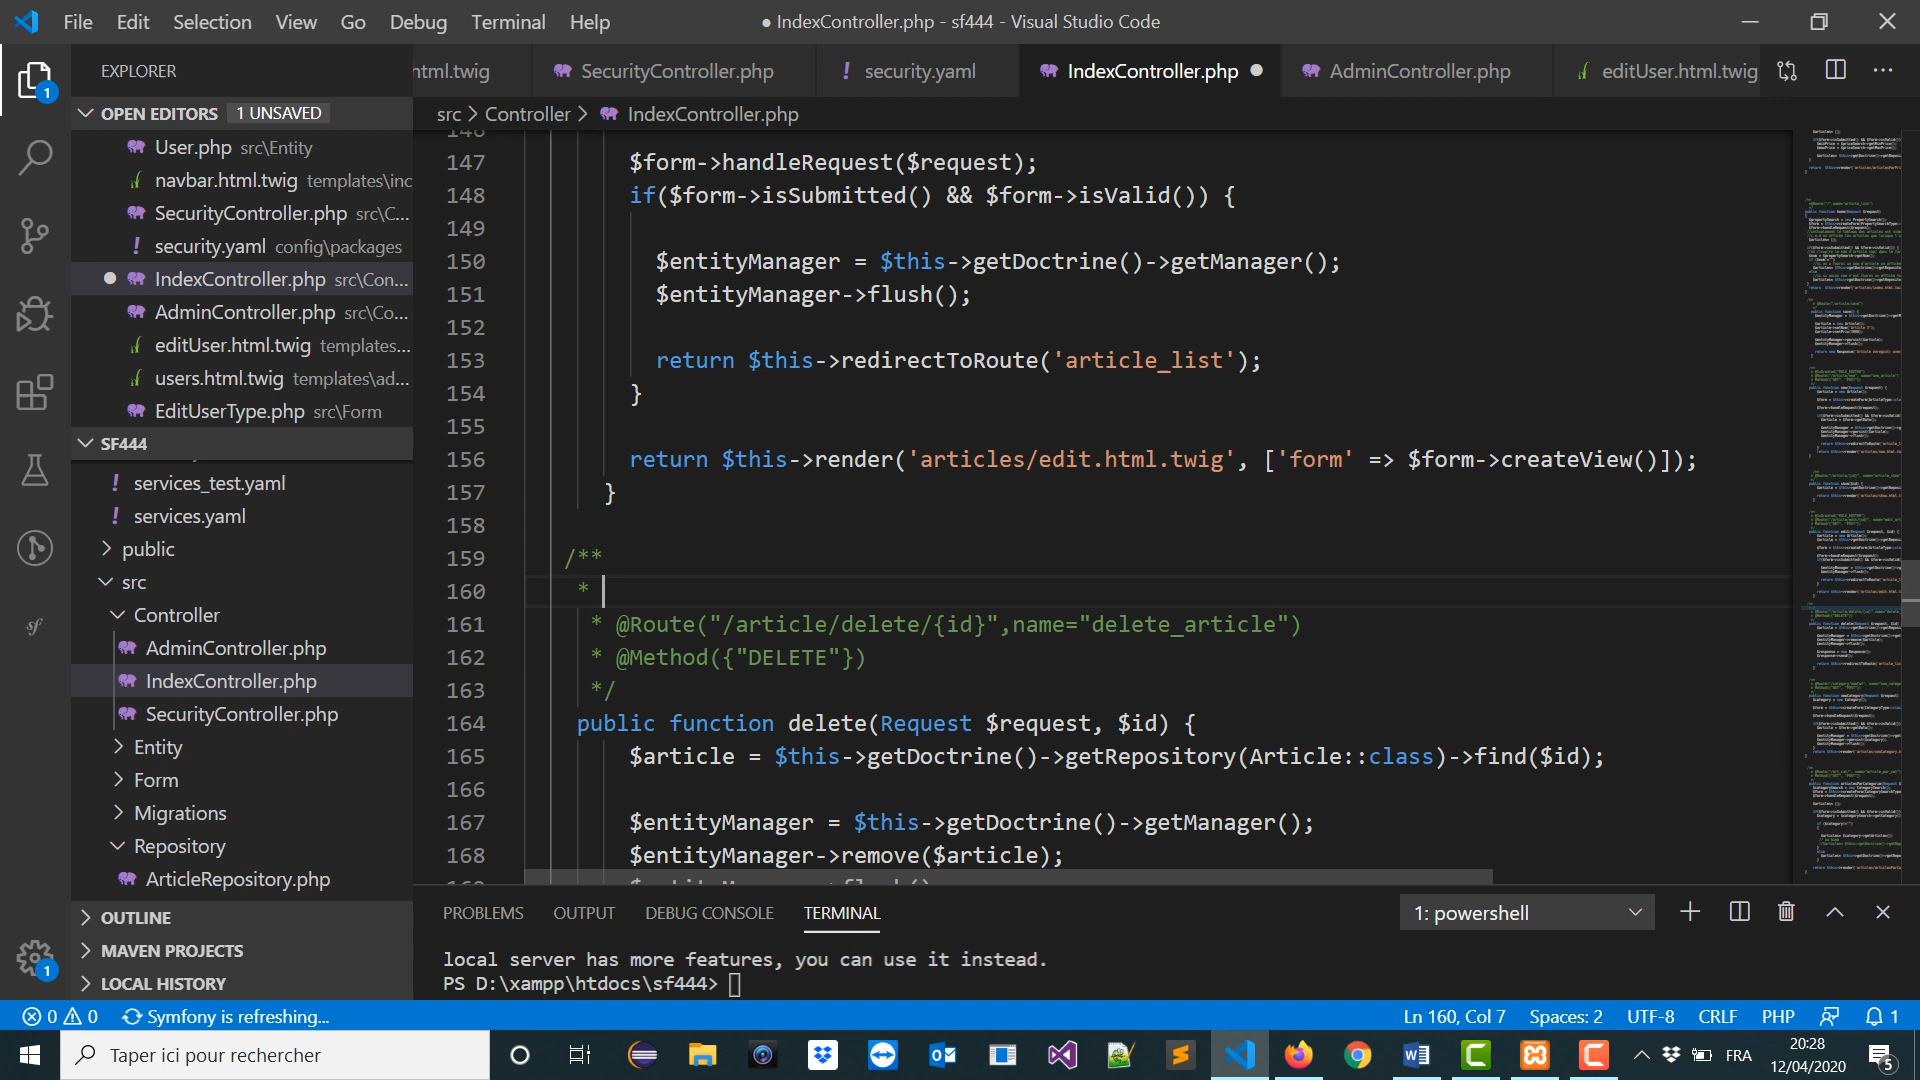 File Edit Selection View Go Debug Terminal Help
● IndexController.php - sf444 - Visual Studio Code
EXPLORER
html.twig
SecurityController.php
! security.yaml
IndexController.php ●
AdminController.php
editUser.html.twig
src > Controller > IndexController.php
OPEN EDITORS 1 UNSAVED
User.php src\Entity
navbar.html.twig templates\inc
SecurityController.php src\C...
! security.yaml config\packages
● IndexController.php src\Con...
AdminController.php src\Co...
editUser.html.twig templates...
users.html.twig templates\ad...
EditUserType.php src\Form
SF444
! services_test.yaml
! services.yaml
public
src
Controller
AdminController.php
IndexController.php
SecurityController.php
Entity
Form
Migrations
Repository
ArticleRepository.php
OUTLINE
MAVEN PROJECTS
LOCAL HISTORY
146
147 $form->handleRequest($request);
148 if($form->isSubmitted() && $form->isValid()) {
149
150 $entityManager = $this->getDoctrine()->getManager();
151 $entityManager->flush();
152
153 return $this->redirectToRoute('article_list');
154 }
155
156 return $this->render('articles/edit.html.twig', ['form' => $form->createView()]);
157 }
158
159 /**
160 *
161 * @Route("/article/delete/{id}",name="delete_article")
162 * @Method({"DELETE"})
163 */
164 public function delete(Request $request, $id) {
165 $article = $this->getDoctrine()->getRepository(Article::class)->find($id);
166
167 $entityManager = $this->getDoctrine()->getManager();
168 $entityManager->remove($article);
PROBLEMS OUTPUT DEBUG CONSOLE TERMINAL
1: powershell
local server has more features, you can use it instead.
PS D:\xampp\htdocs\sf444>
0 0 Symfony is refreshing...
Ln 160, Col 7 Spaces: 2 UTF-8 CRLF PHP 1
Taper ici pour rechercher
FRA
20:28
12/04/2020
5